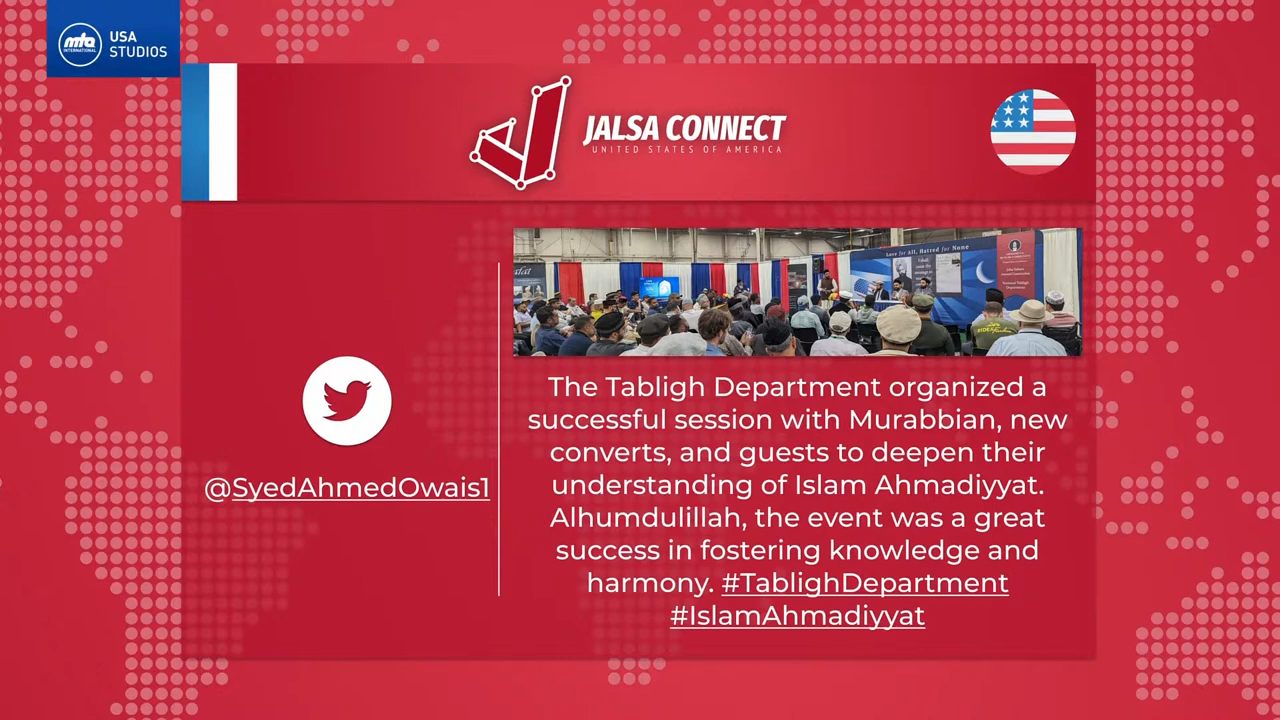 mta
INTERNATIONAL
USA
STUDIOS
JALSA CONNECT
UNITED STATES OF AMERICA
Love for All, Hatred for None
@SyedAhmedOwais1
The Tabligh Department organized a
successful session with Murabbian, new
converts, and guests to deepen their
understanding of Islam Ahmadiyyat.
Alhumdulillah, the event was a great
success in fostering knowledge and
harmony. #TablighDepartment
#IslamAhmadiyyat